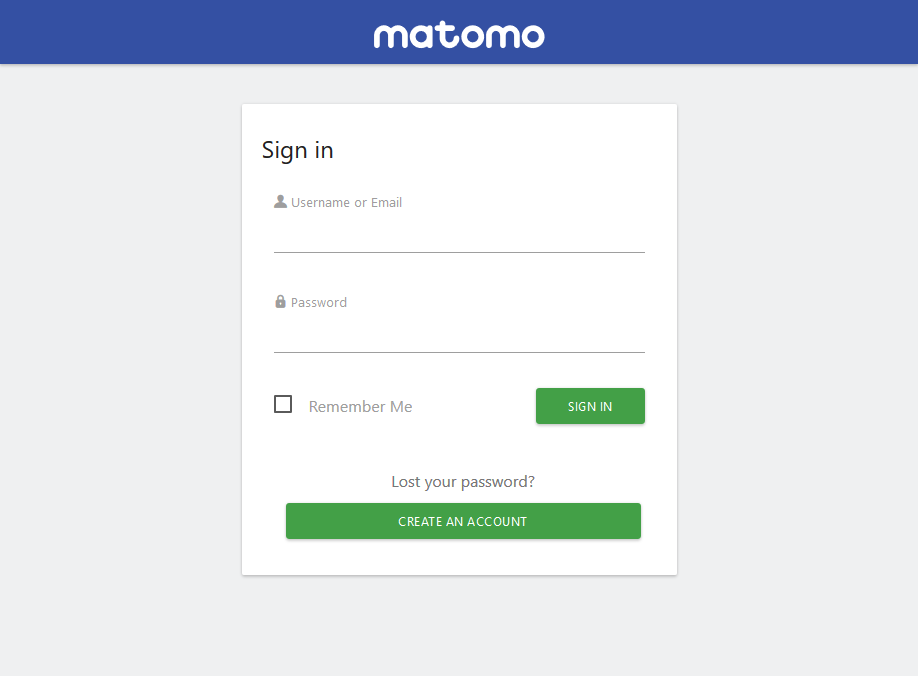 matomo
Sign in
Username or Email
Password
Remember Me
SIGN IN
Lost your password?
CREATE AN ACCOUNT